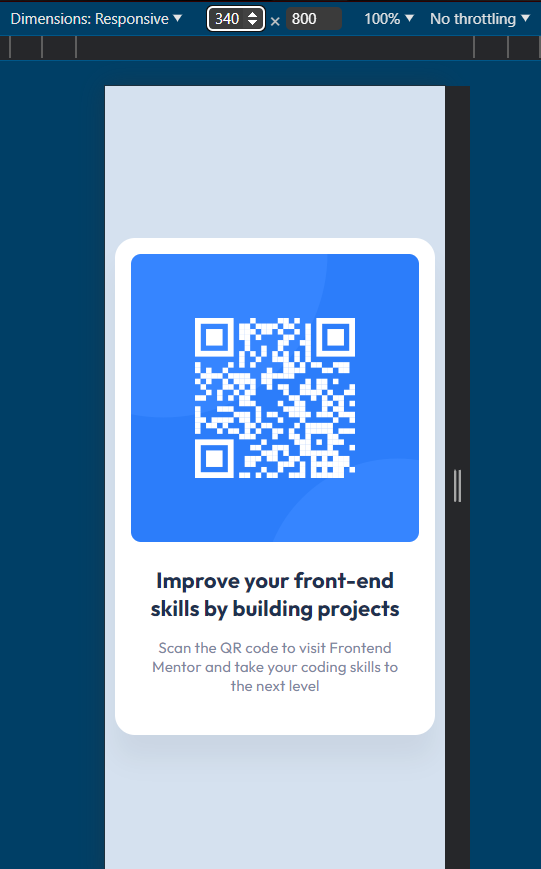 Dimensions: Responsive ▼ 340 × 800 100% ▼ No throttling ▼
Improve your front-end
skills by building projects
Scan the QR code to visit Frontend
Mentor and take your coding skills to
the next level